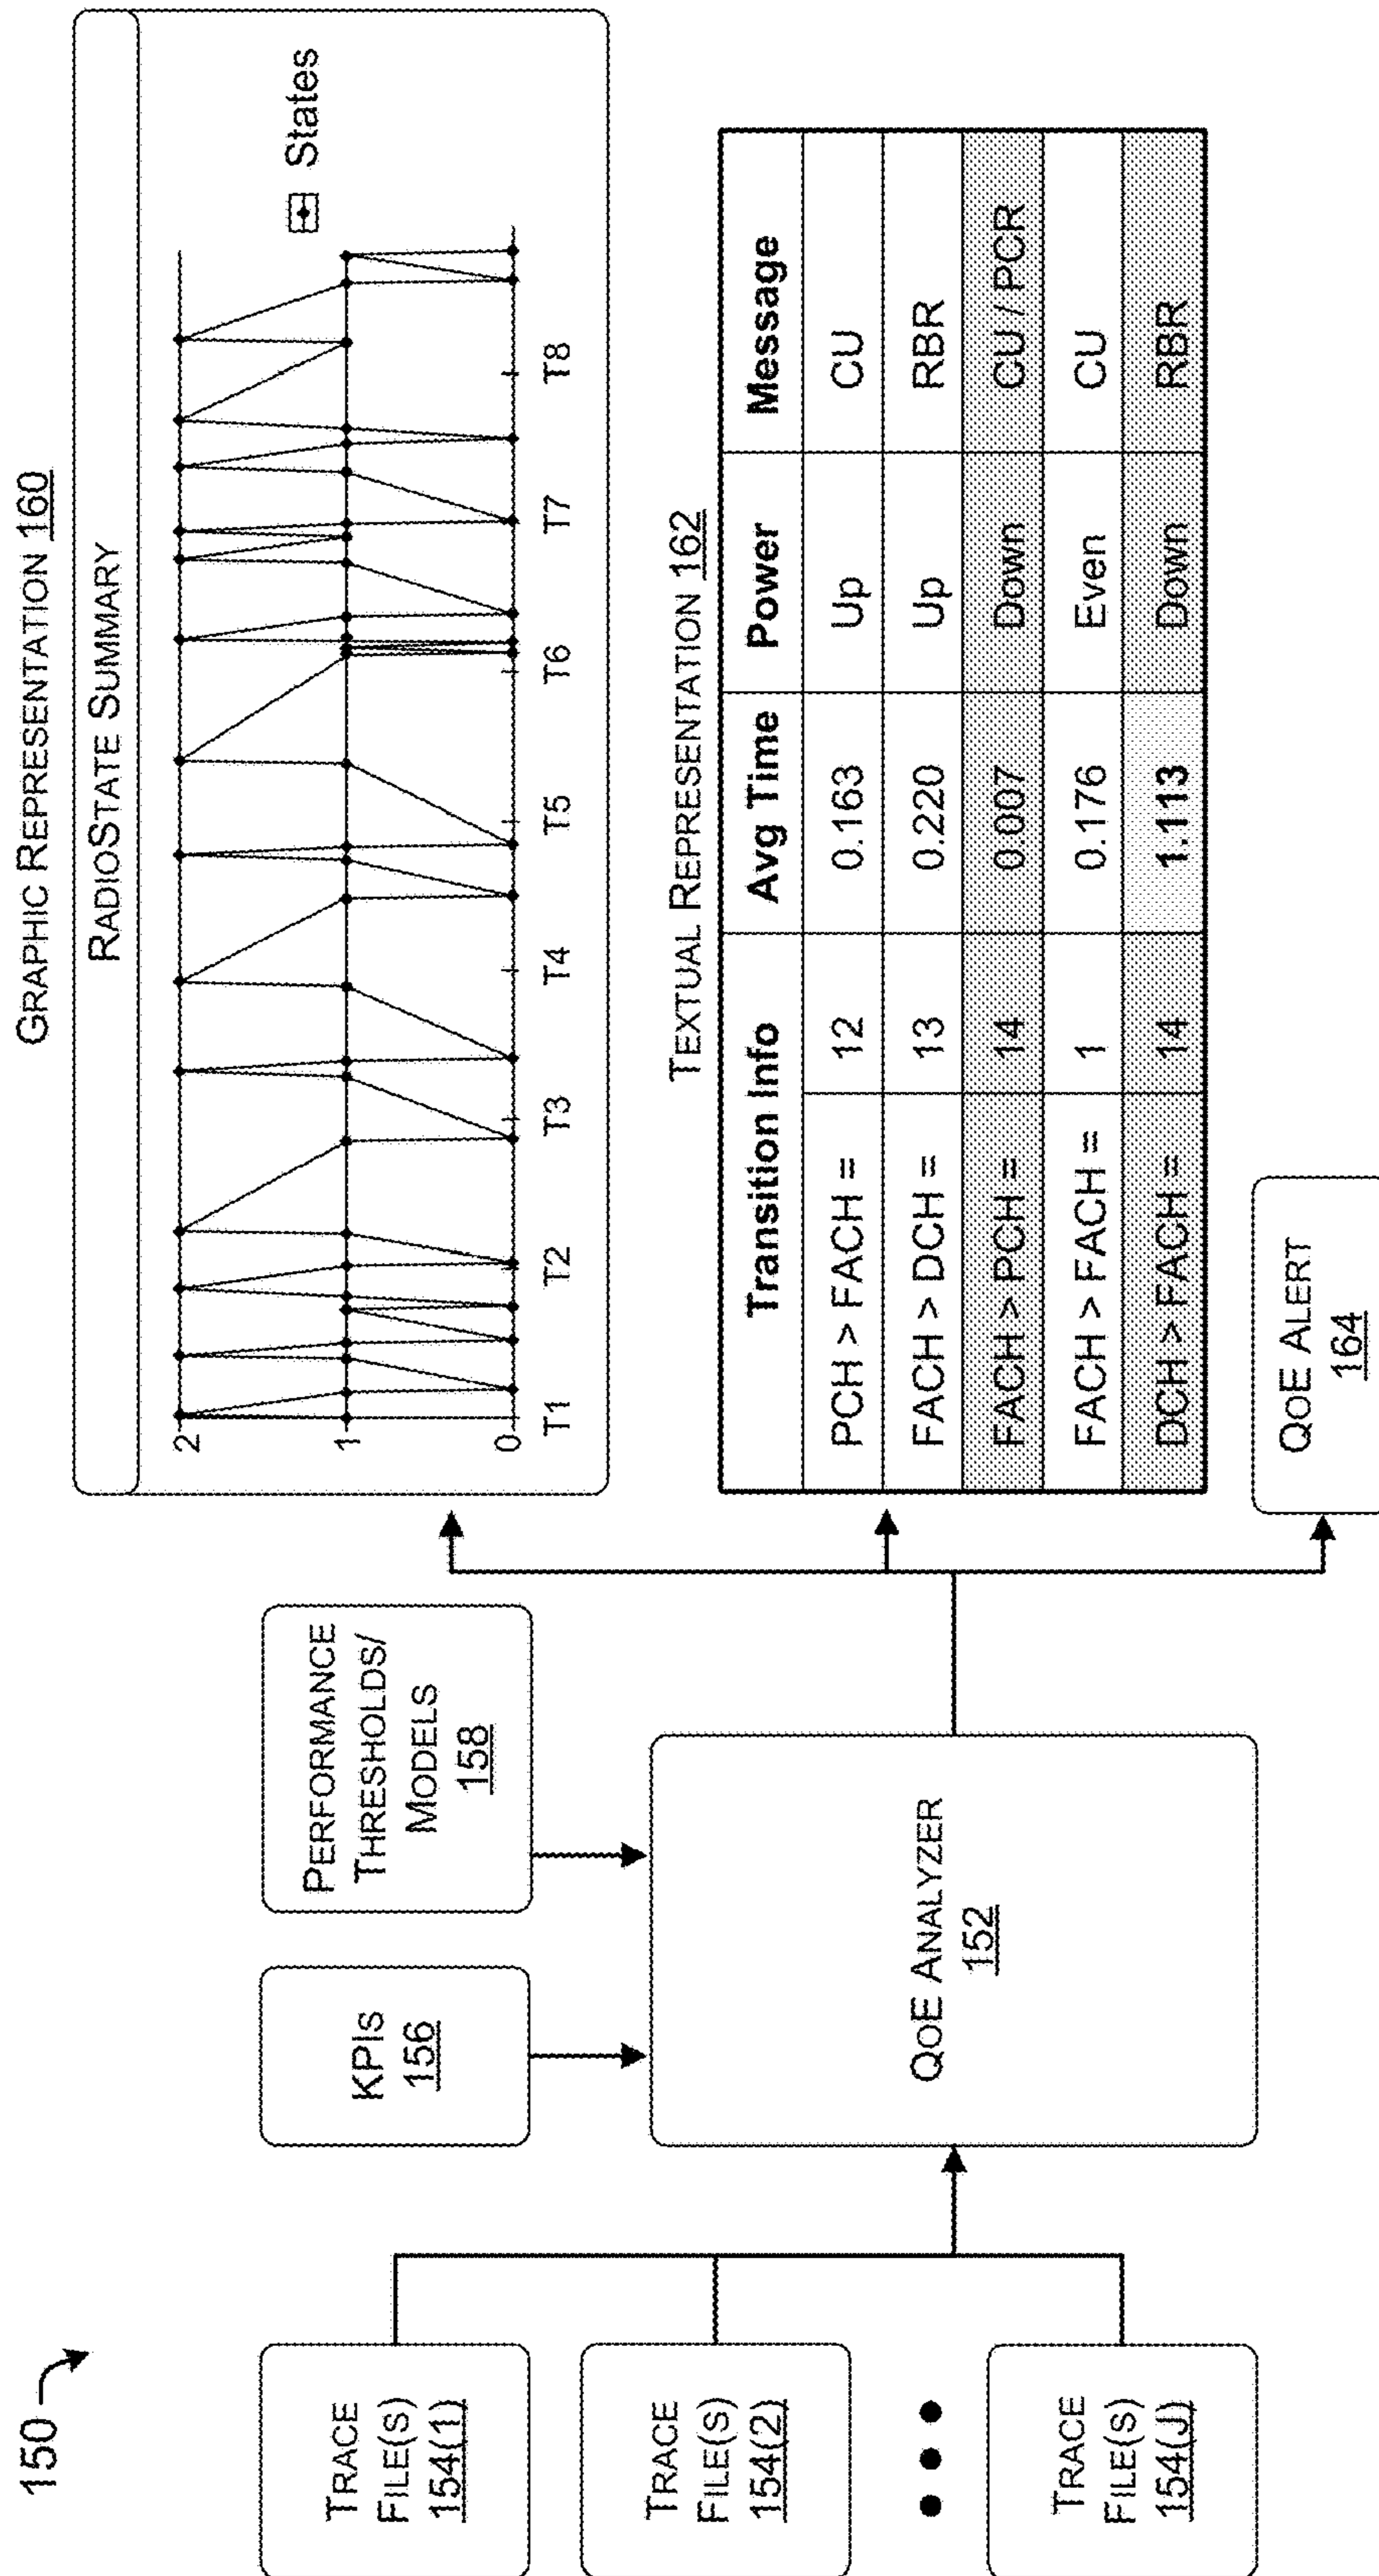 150
TRACE
FILE(S)
154(1)
TRACE
FILE(S)
154(2)
TRACE
FILE(S)
154(J)
KPIS
156
PERFORMANCE
THRESHOLDS/
MODELS
158
QOE ANALYZER
152
GRAPHIC REPRESENTATION 160
RADIOSTATE SUMMARY
2
1
0
T1 T2 T3 T4 T5 T6 T7 T8
States
TEXTUAL REPRESENTATION 162
Transition Info Avg Time Power Message
PCH > FACH = 12 0.163 Up CU
FACH > DCH = 13 0.220 Up RBR
FACH > PCH = 14 0.007 Down CU / PCR
FACH > FACH = 1 0.176 Even CU
DCH > FACH = 14 1.113 Down RBR
QOE ALERT
164